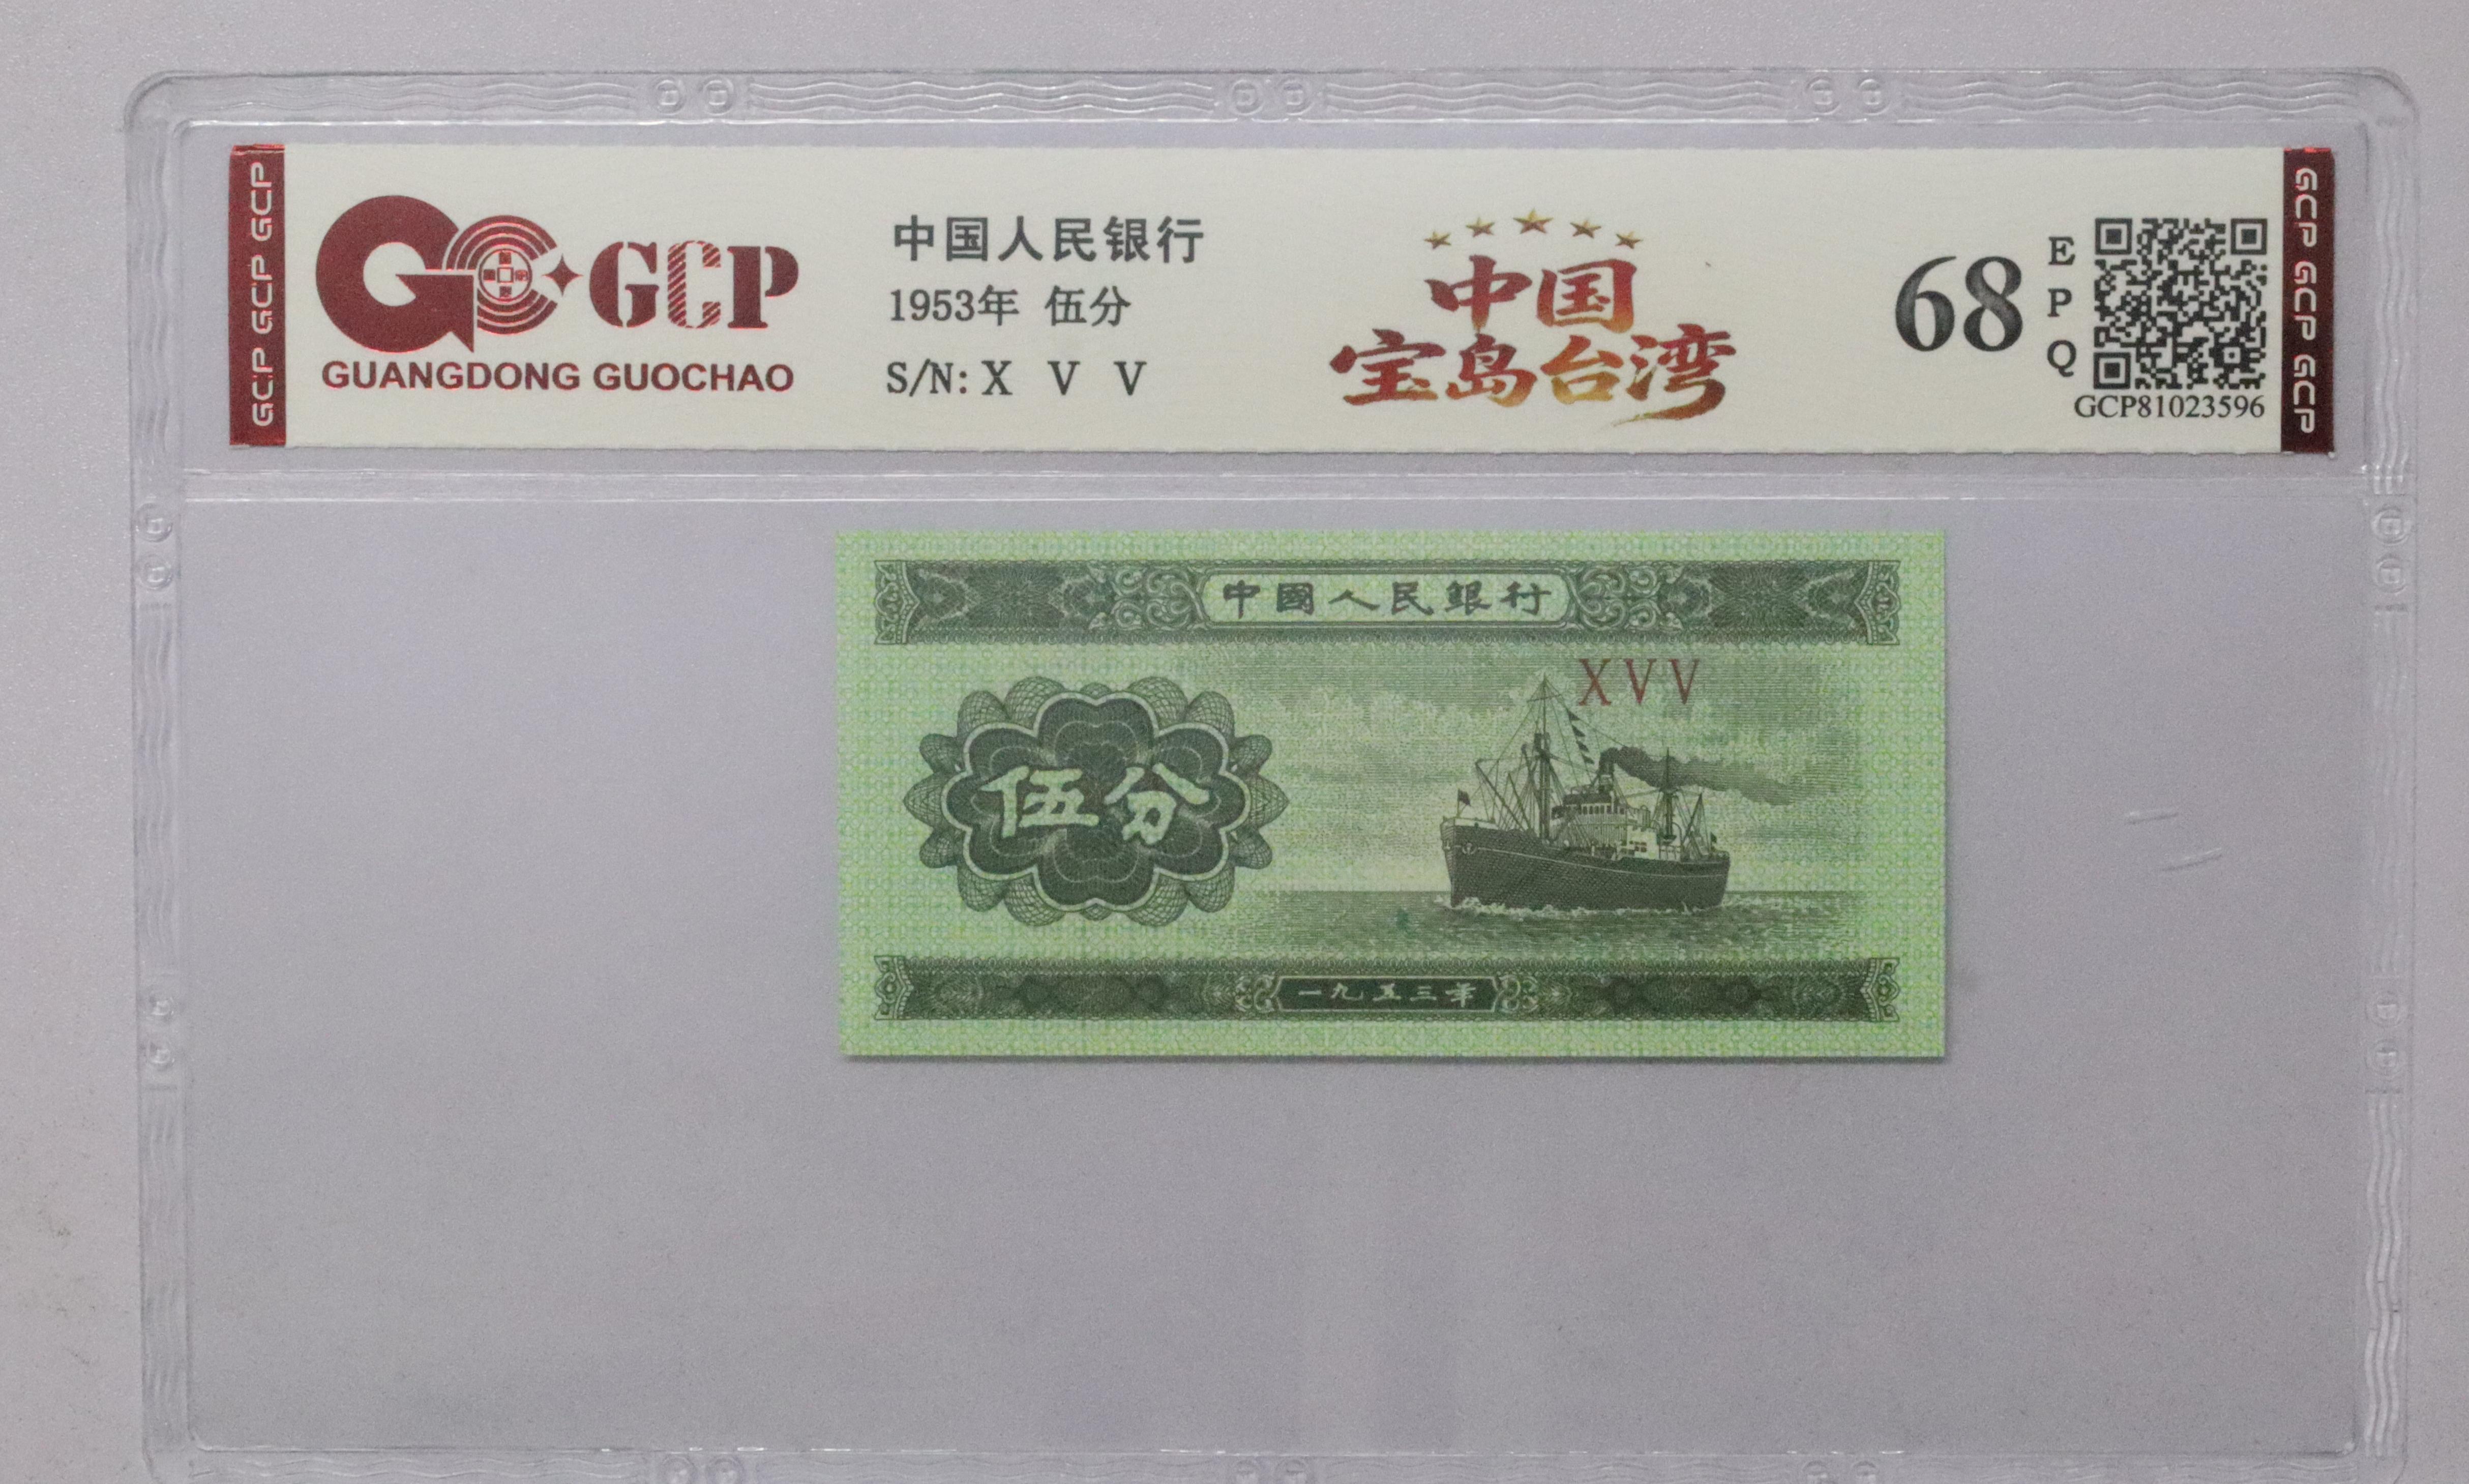 GCP GCP GCP
GCP
GUANGDONG GUOCHAO
中国人民银行
1953年 伍分
S/N: X V V
中国
宝岛台湾
68
E
P
Q
GCP81023596
GCP GCP GCP
中國人民銀行
XVV
伍分
一九五三年